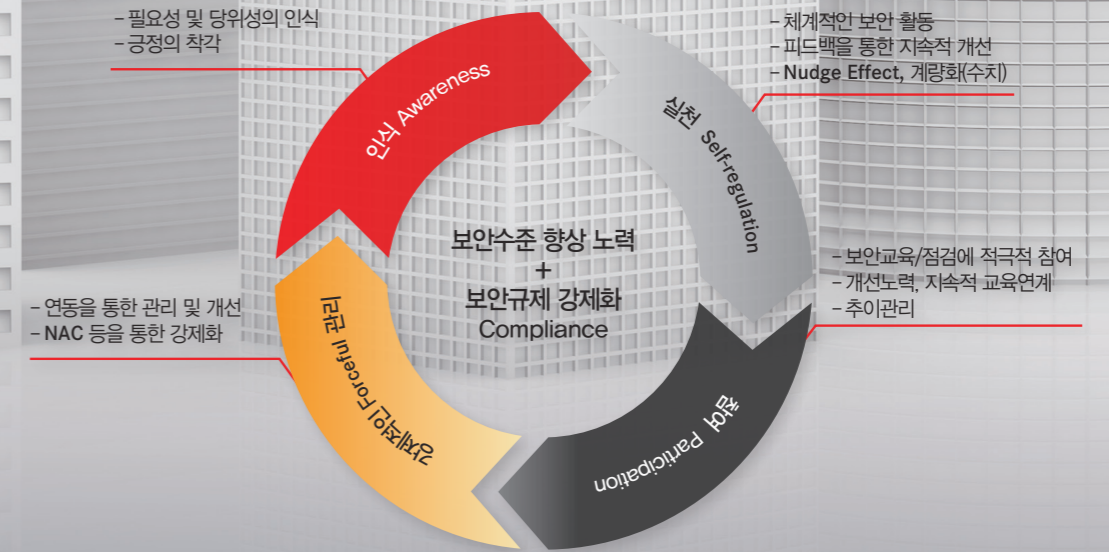 - 필요성 및 당위성의 인식
- 긍정의 착각
인식 Awareness
- 체계적인 보안 활동
- 피드백을 통한 지속적 개선
- Nudge Effect, 계량화(수치)
실천 Self-regulation
보안수준 향상 노력
+
보안규제 강제화
Compliance
- 보안교육/점검에 적극적 참여
- 개선노력, 지속적 교육연계
- 추이관리
참여 Participation
- 연동을 통한 관리 및 개선
- NAC 등을 통한 강제화
강제적인 Forceful 관리